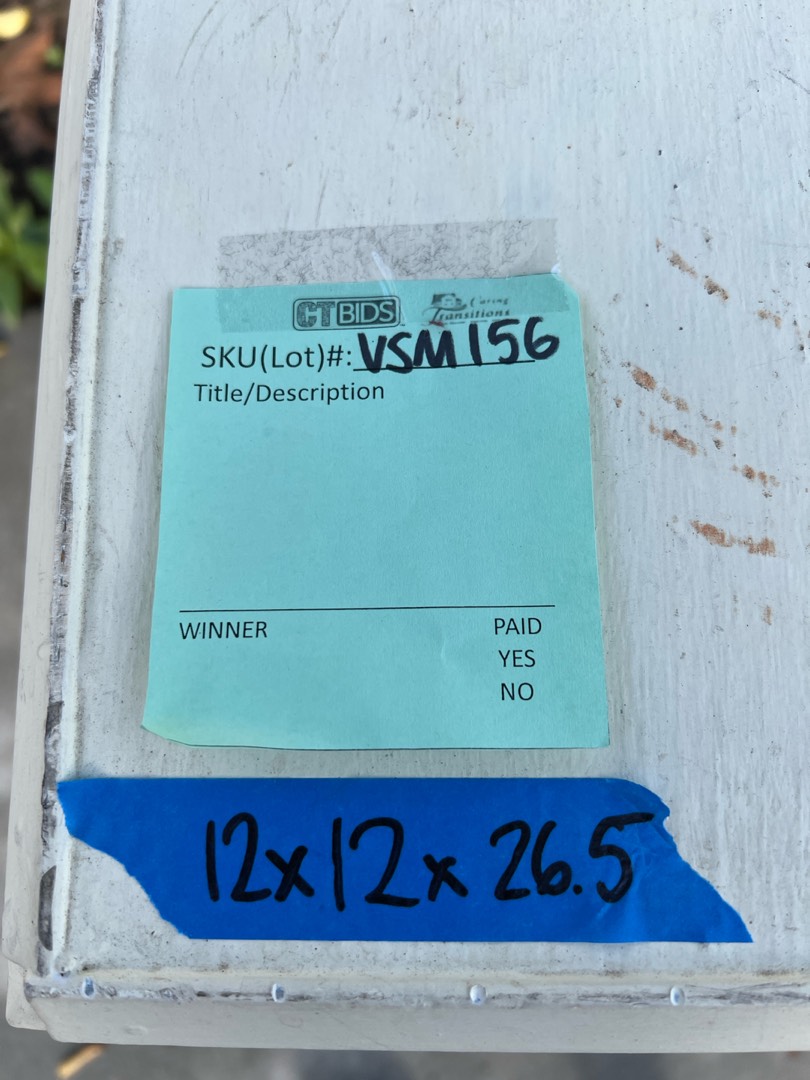 CTBIDS Caring
Transitions
SKU(Lot)#: VSM156
Title/Description
WINNER PAID
YES
NO
12x12x26.5